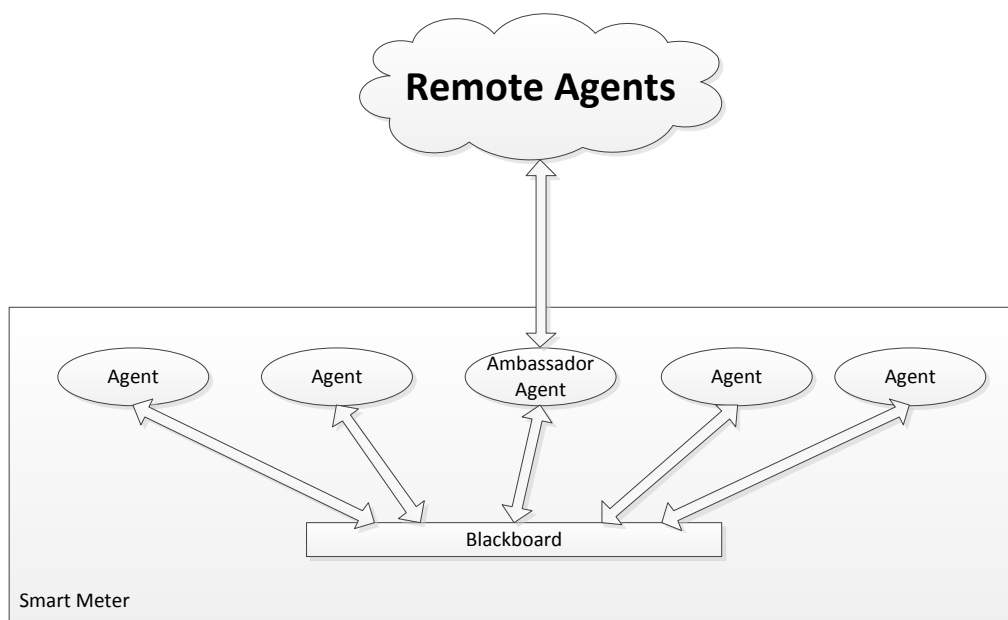 Remote Agents
Agent
Agent
Ambassador
Agent
Agent
Agent
Blackboard
Smart Meter